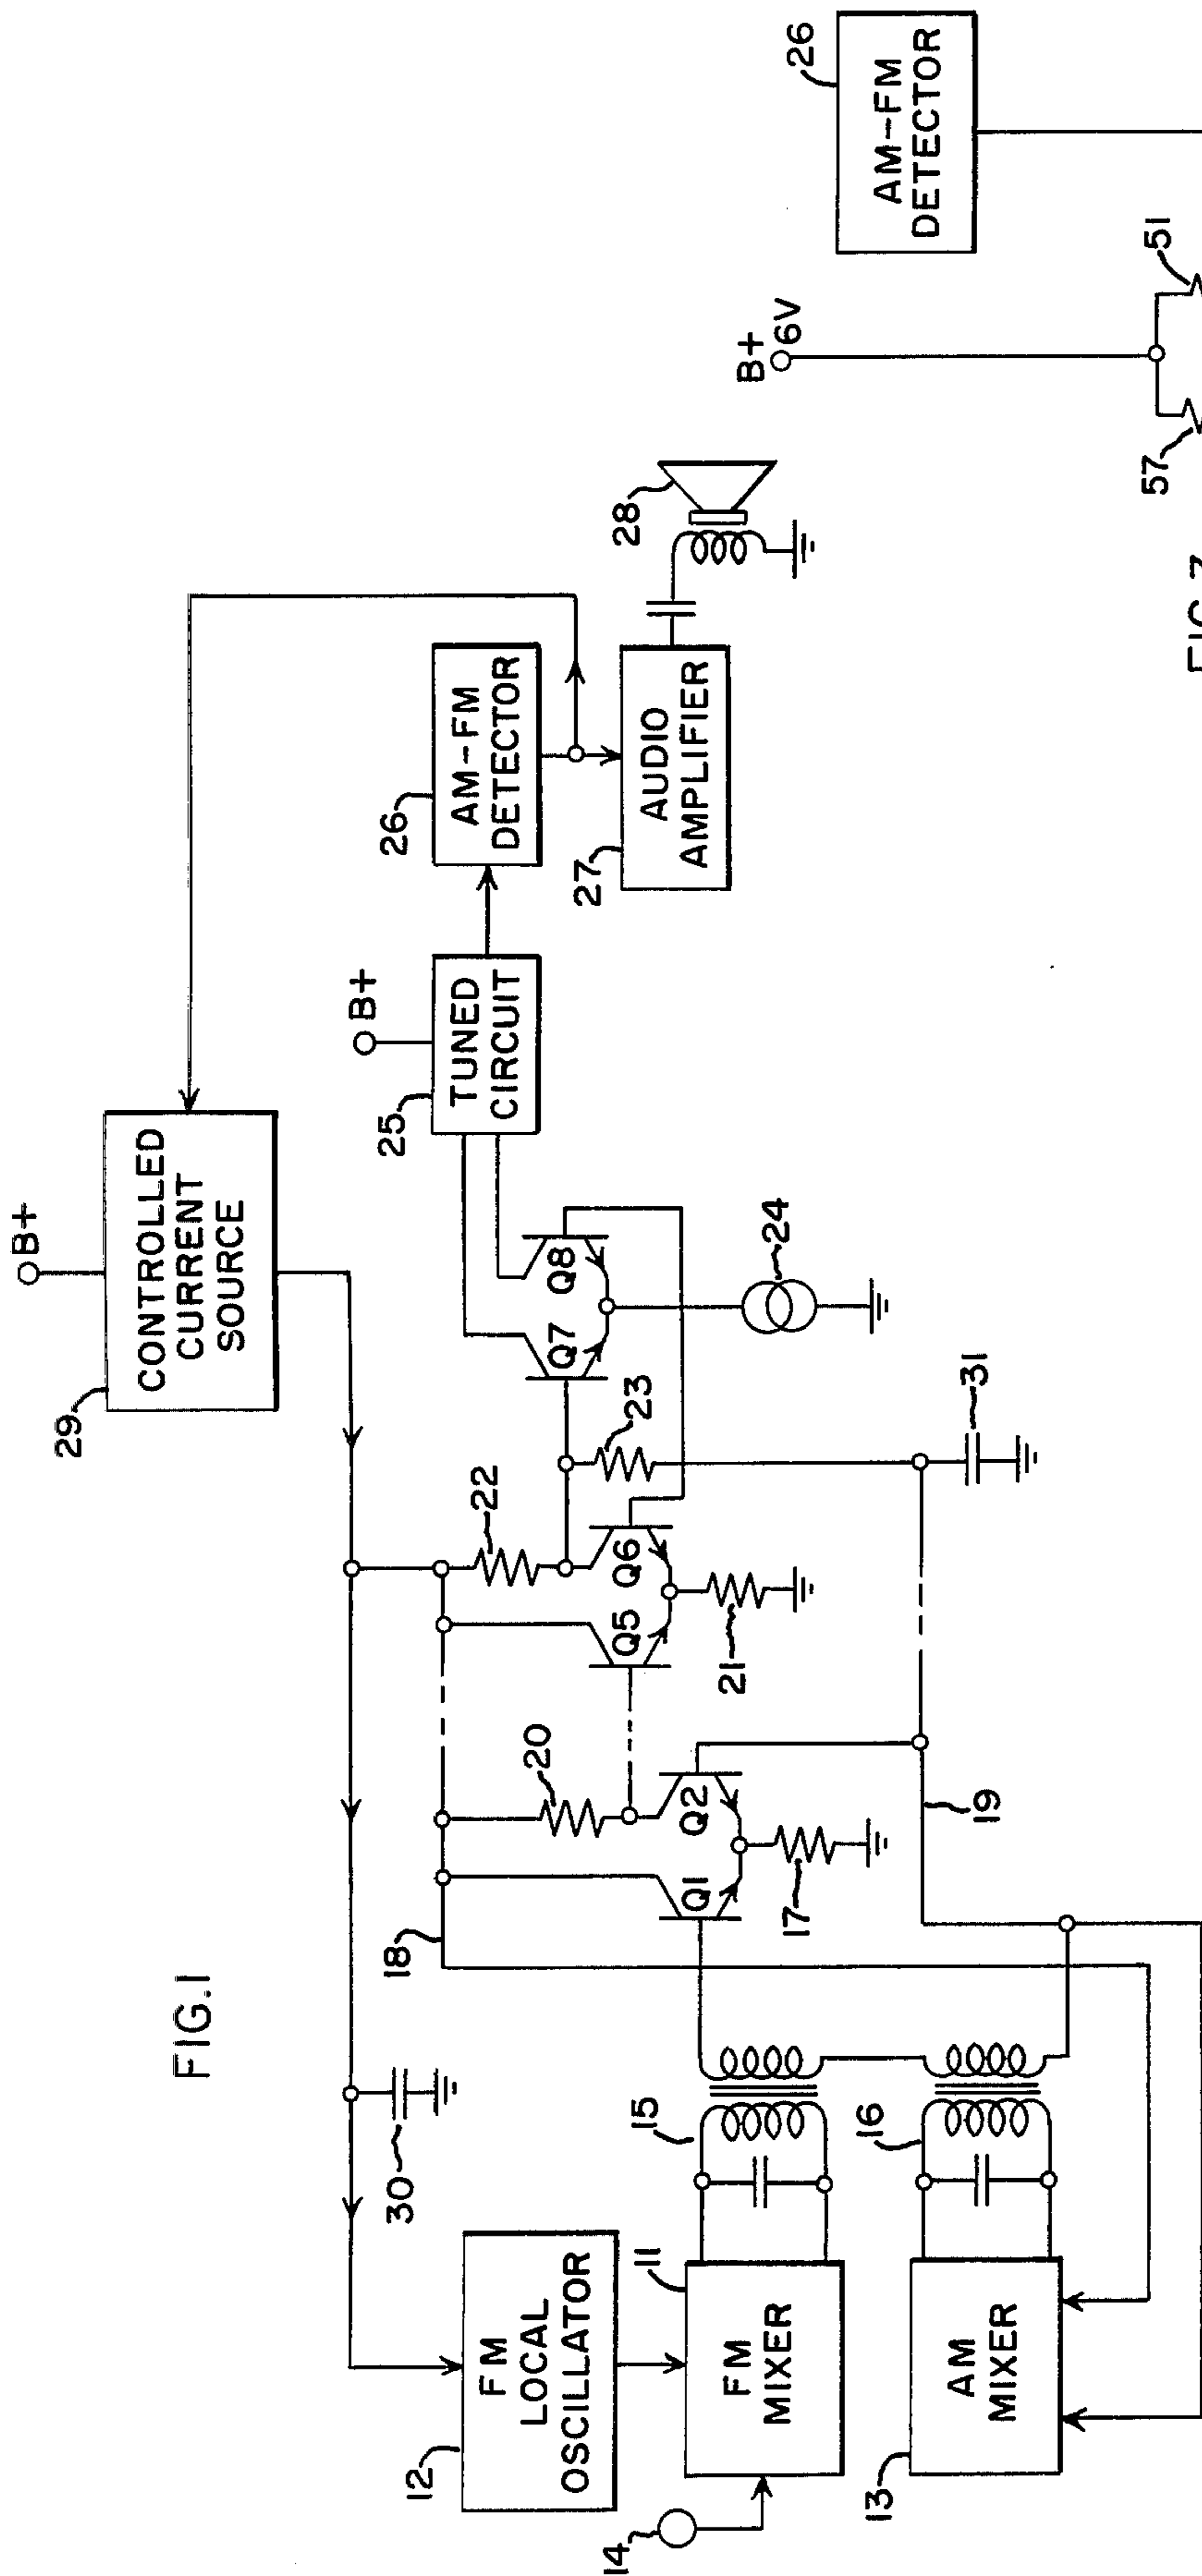 FIG.1
B+
29
CONTROLLED
CURRENT
SOURCE
30
18
22
20
B+
25
TUNED
CIRCUIT
26
AM-FM
DETECTOR
27
AUDIO
AMPLIFIER
28
12
FM
LOCAL
OSCILLATOR
14
11
FM
MIXER
15
13
AM
MIXER
16
Q1
Q2
17
19
Q5
Q6
21
23
Q7
Q8
24
31
26
AM-FM
DETECTOR
B+
6V
57
51